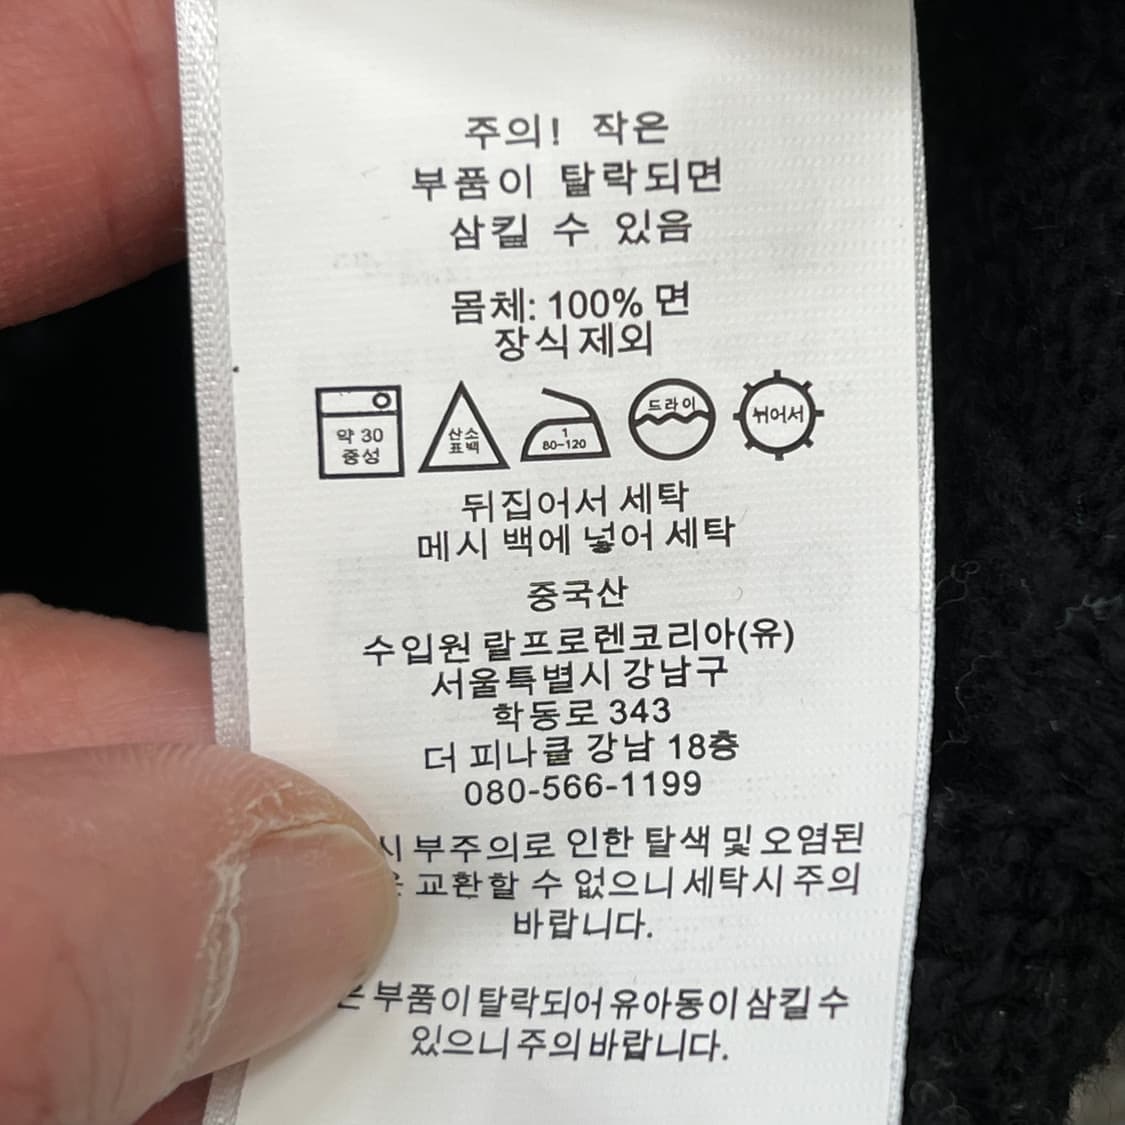 주의! 작은
부품이 탈락되면
삼킬 수 있음
몸체: 100% 면
장식제외
약 30
중성
산소
표백
1
80-120
드라이
뉘어서
뒤집어서 세탁
메시 백에 넣어 세탁
중국산
수입원 랄프로렌코리아(유)
서울특별시 강남구
학동로 343
더 피나클 강남 18층
080-566-1199
부주의로 인한 탈색 및 오염된
교환할 수 없으니 세탁시 주의
바랍니다.
부품이 탈락되어 유아동이 삼킬 수
있으니 주의 바랍니다.